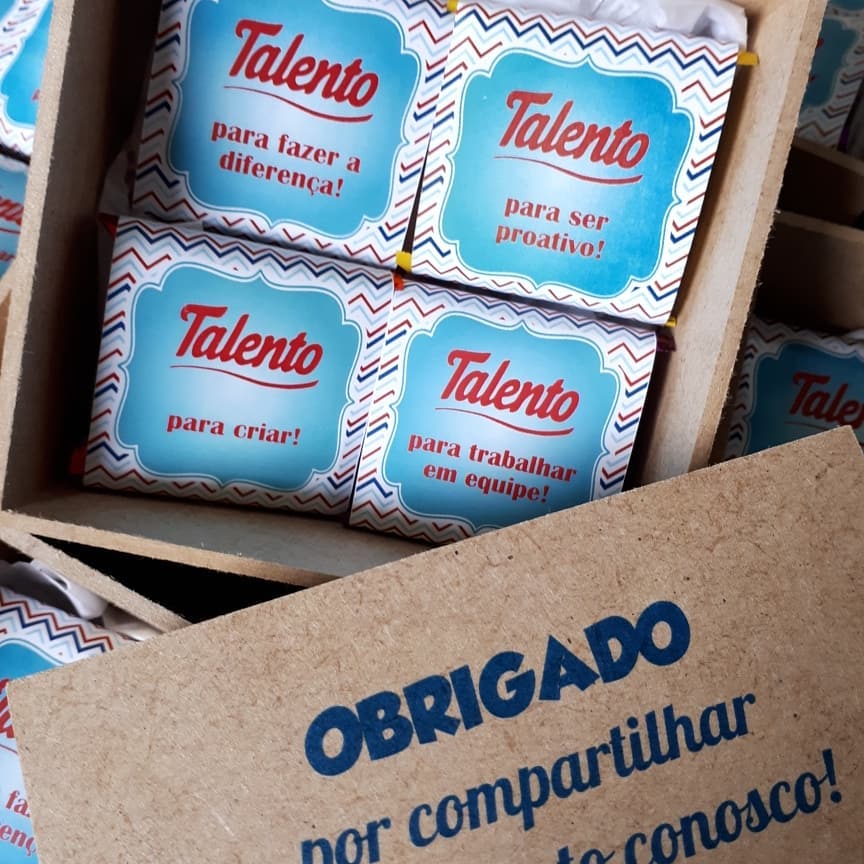 Talento
para fazer a
diferença!
Talento
para ser
proativo!
Talento
para criar!
Talento
para trabalhar
em equipe!
OBRIGADO
por compartilhar
conosco!